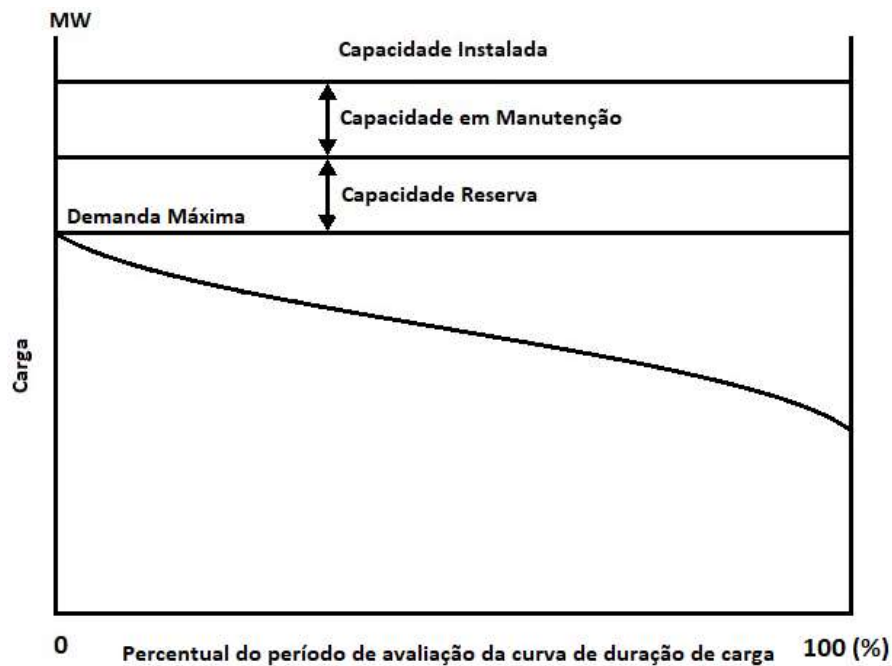 MW
Capacidade Instalada
Capacidade em Manutenção
Capacidade Reserva
Demanda Máxima
Carga
0 Percentual do período de avaliação da curva de duração de carga 100 (%)